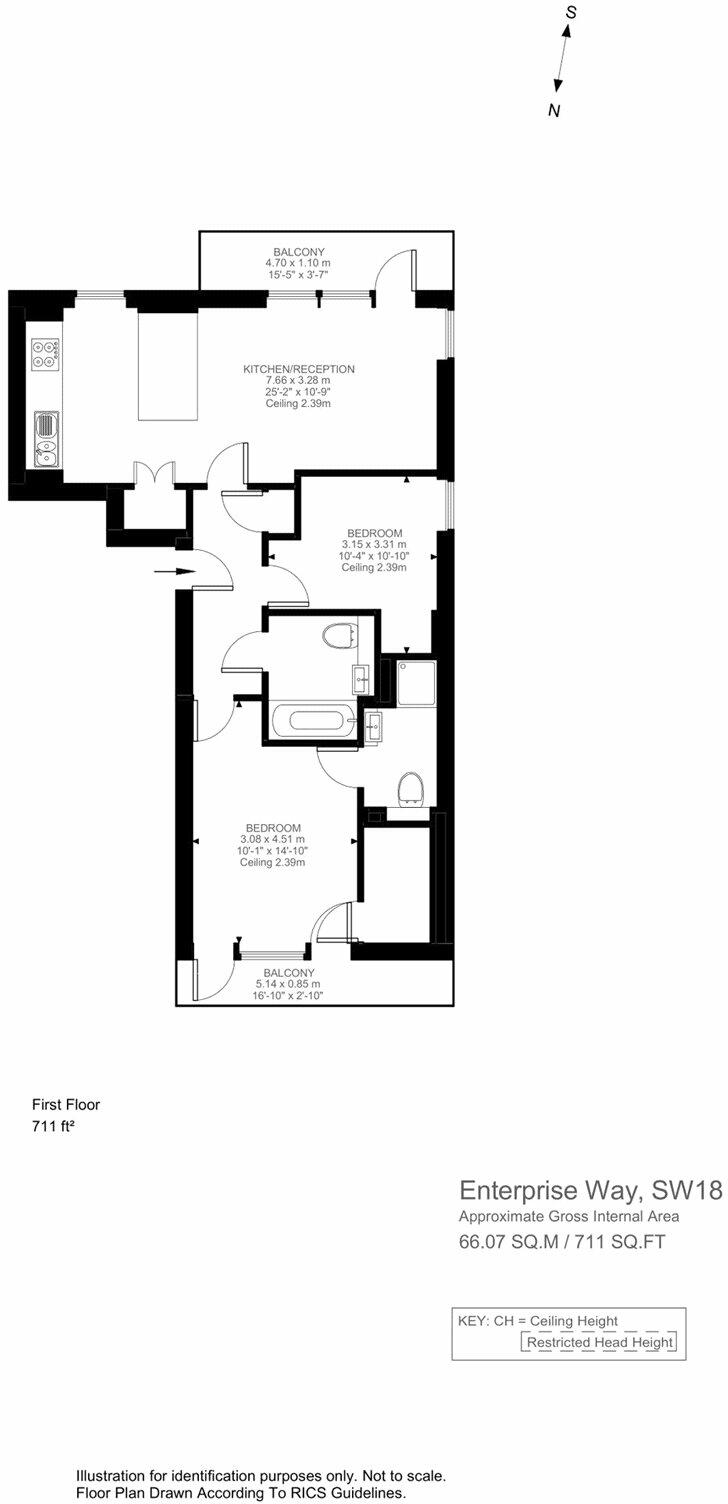 S
N
BALCONY
4.70 x 1.10 m
15'-5" x 3'-7"
KITCHEN/RECEPTION
7.66 x 3.28 m
25'-2" x 10'-9"
Ceiling 2.39m
BEDROOM
3.15 x 3.31 m
10'-4" x 10'-10"
Ceiling 2.39m
BEDROOM
3.08 x 4.51 m
10'-1" x 14'-10"
Ceiling 2.39m
BALCONY
5.14 x 0.85 m
16'-10" x 2'-10"
First Floor
711 ft²
Enterprise Way, SW18
Approximate Gross Internal Area
66.07 SQ.M / 711 SQ.FT
KEY: CH = Ceiling Height
Restricted Head Height
Illustration for identification purposes only. Not to scale.
Floor Plan Drawn According To RICS Guidelines.